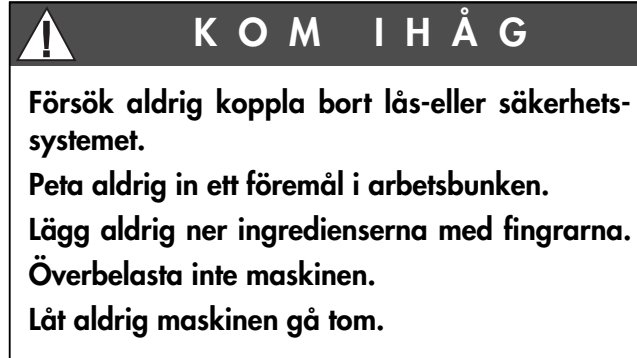 KOM IHÅG
Försök aldrig koppla bort lås-eller säkerhets-
systemet.
Peta aldrig in ett föremål i arbetsbunken.
Lägg aldrig ner ingredienserna med fingrarna.
Överbelasta inte maskinen.
Låt aldrig maskinen gå tom.